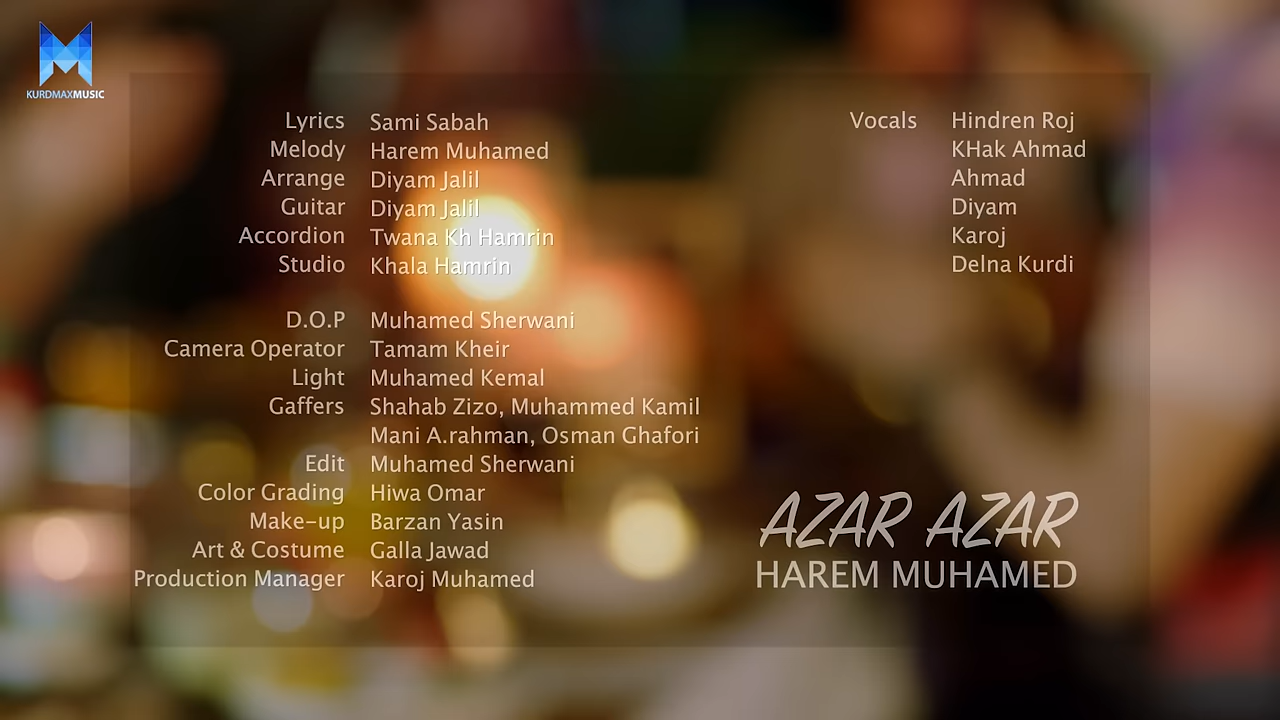 KURDMAXMUSIC
Lyrics Sami Sabah
Melody Harem Muhamed
Arrange Diyam Jalil
Guitar Diyam Jalil
Accordion Twana Kh Hamrin
Studio Khala Hamrin
Vocals Hindren Roj
KHak Ahmad
Ahmad
Diyam
Karoj
Delna Kurdi
D.O.P Muhamed Sherwani
Camera Operator Tamam Kheir
Light Muhamed Kemal
Gaffers Shahab Zizo, Muhammed Kamil
Mani A.rahman, Osman Ghafori
Edit Muhamed Sherwani
Color Grading Hiwa Omar
Make-up Barzan Yasin
Art & Costume Galla Jawad
Production Manager Karoj Muhamed
AZAR AZAR
HAREM MUHAMED